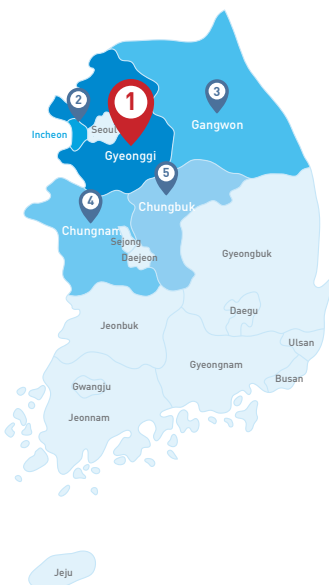 2
1
3
Seoul
Incheon
Gangwon
Gyeonggi
5
4
Chungbuk
Chungnam
Sejong
Daejeon
Gyeongbuk
Daegu
Jeonbuk
Ulsan
Gyeongnam
Busan
Gwangju
Jeonnam
Jeju